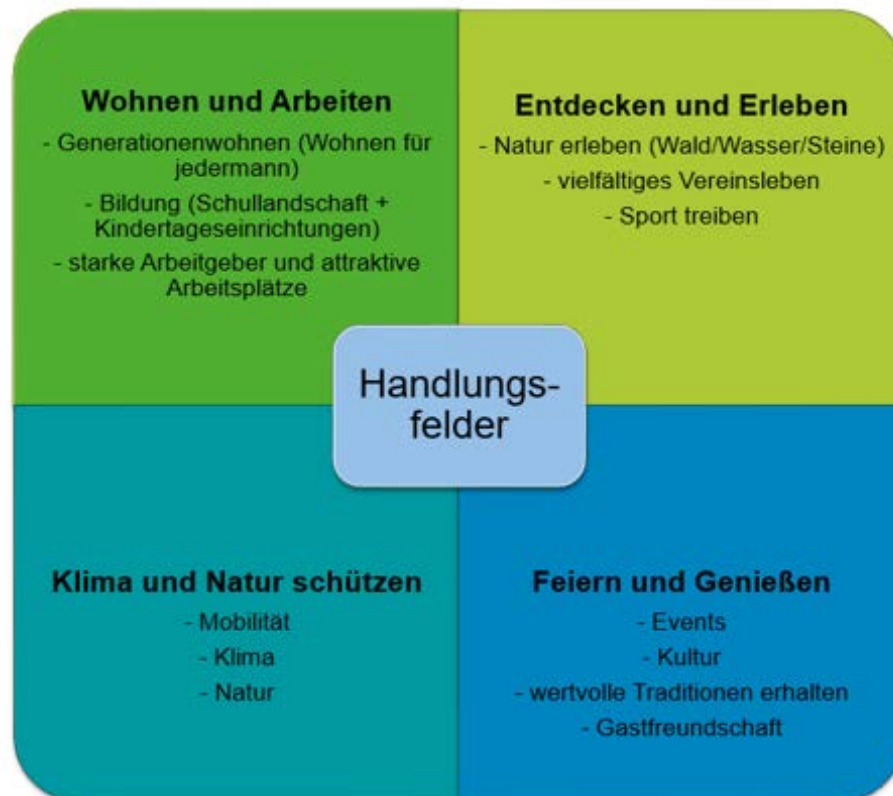 Wohnen und Arbeiten
- Generationenwohnen (Wohnen für
jedermann)
- Bildung (Schullandschaft +
Kindertageseinrichtungen)
- starke Arbeitgeber und attraktive
Arbeitsplätze
Entdecken und Erleben
- Natur erleben (Wald/Wasser/Steine)
- vielfältiges Vereinsleben
- Sport treiben
Handlungs-
felder
Klima und Natur schützen
- Mobilität
- Klima
- Natur
Feiern und Genießen
- Events
- Kultur
- wertvolle Traditionen erhalten
- Gastfreundschaft